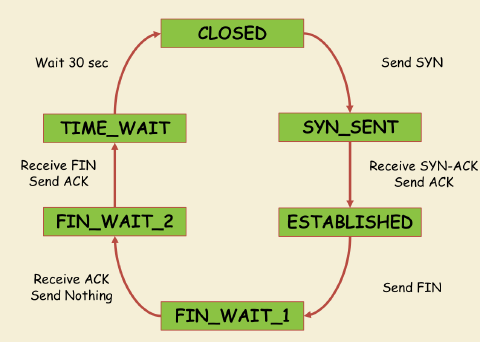 CLOSED
Wait 30 sec
Send SYN
TIME_WAIT
SYN_SENT
Receive FIN
Send ACK
Receive SYN-ACK
Send ACK
FIN_WAIT_2
ESTABLISHED
Receive ACK
Send Nothing
Send FIN
FIN_WAIT_1